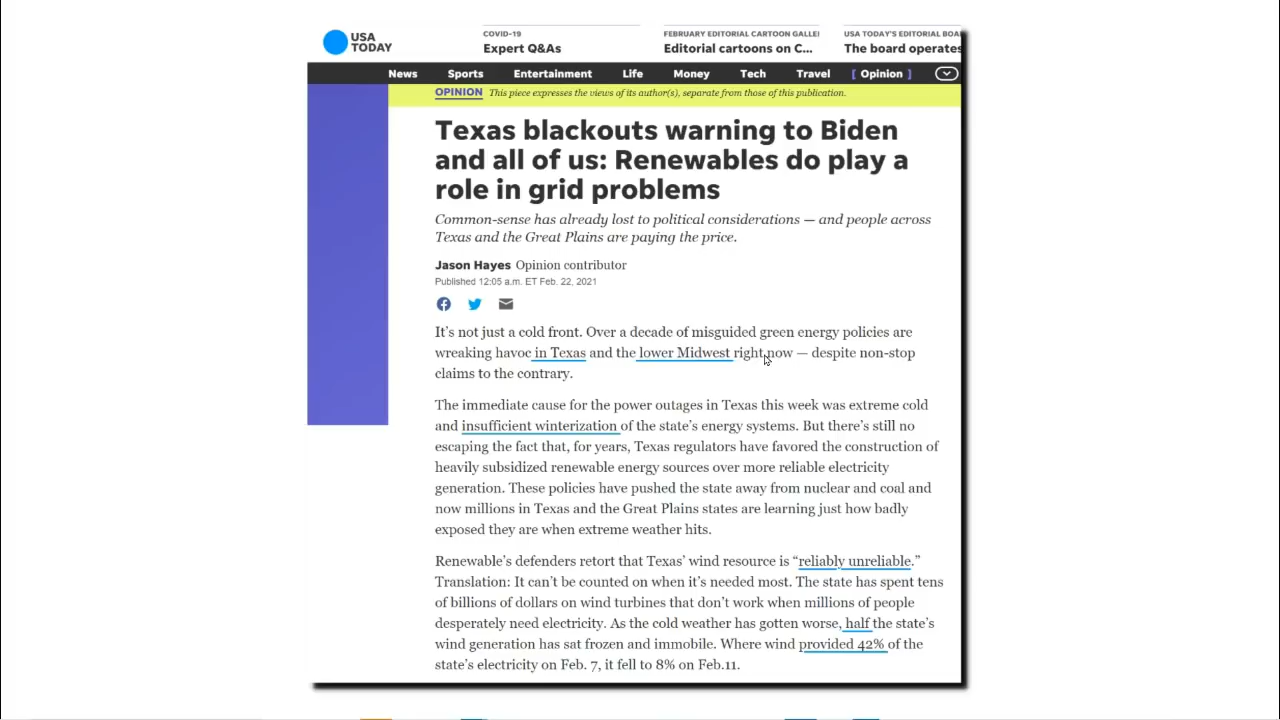 USA
TODAY
COVID-19
Expert Q&As
FEBRUARY EDITORIAL CARTOON GALLE
Editorial cartoons on C...
USA TODAY'S EDITORIAL BOA
The board operates
News Sports Entertainment Life Money Tech Travel [ Opinion ]
OPINION This piece expresses the views of its author(s), separate from those of this publication.
Texas blackouts warning to Biden
and all of us: Renewables do play a
role in grid problems
Common-sense has already lost to political considerations — and people across
Texas and the Great Plains are paying the price.
Jason Hayes Opinion contributor
Published 12:05 a.m. ET Feb. 22, 2021
It's not just a cold front. Over a decade of misguided green energy policies are
wreaking havoc in Texas and the lower Midwest right now — despite non-stop
claims to the contrary.
The immediate cause for the power outages in Texas this week was extreme cold
and insufficient winterization of the state's energy systems. But there's still no
escaping the fact that, for years, Texas regulators have favored the construction of
heavily subsidized renewable energy sources over more reliable electricity
generation. These policies have pushed the state away from nuclear and coal and
now millions in Texas and the Great Plains states are learning just how badly
exposed they are when extreme weather hits.
Renewable's defenders retort that Texas' wind resource is “reliably unreliable.”
Translation: It can't be counted on when it's needed most. The state has spent tens
of billions of dollars on wind turbines that don't work when millions of people
desperately need electricity. As the cold weather has gotten worse, half the state's
wind generation has sat frozen and immobile. Where wind provided 42% of the
state's electricity on Feb. 7, it fell to 8% on Feb.11.